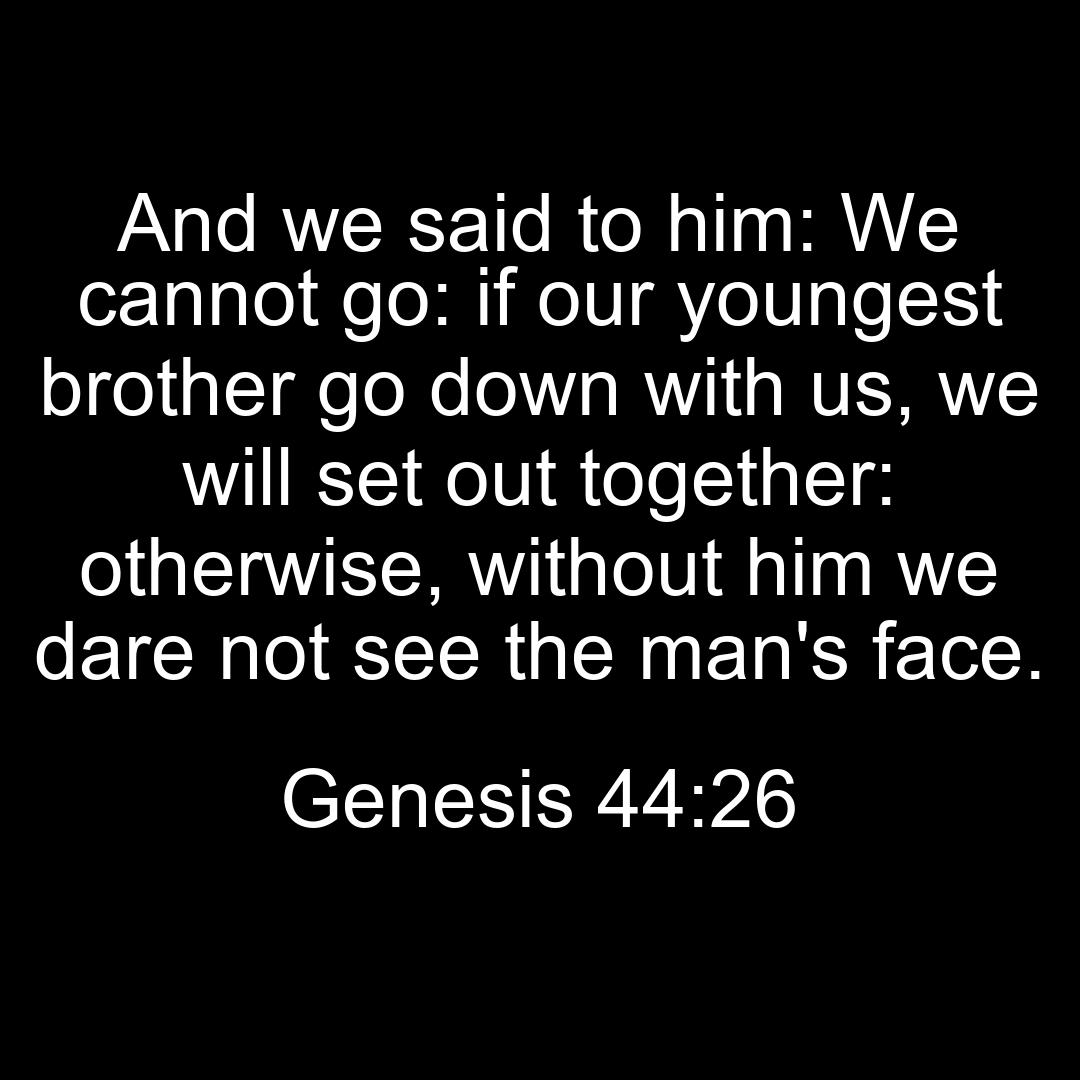 And we said to him: We
cannot go: if our youngest
brother go down with us, we
will set out together:
otherwise, without him we
dare not see the man's face.
Genesis 44:26